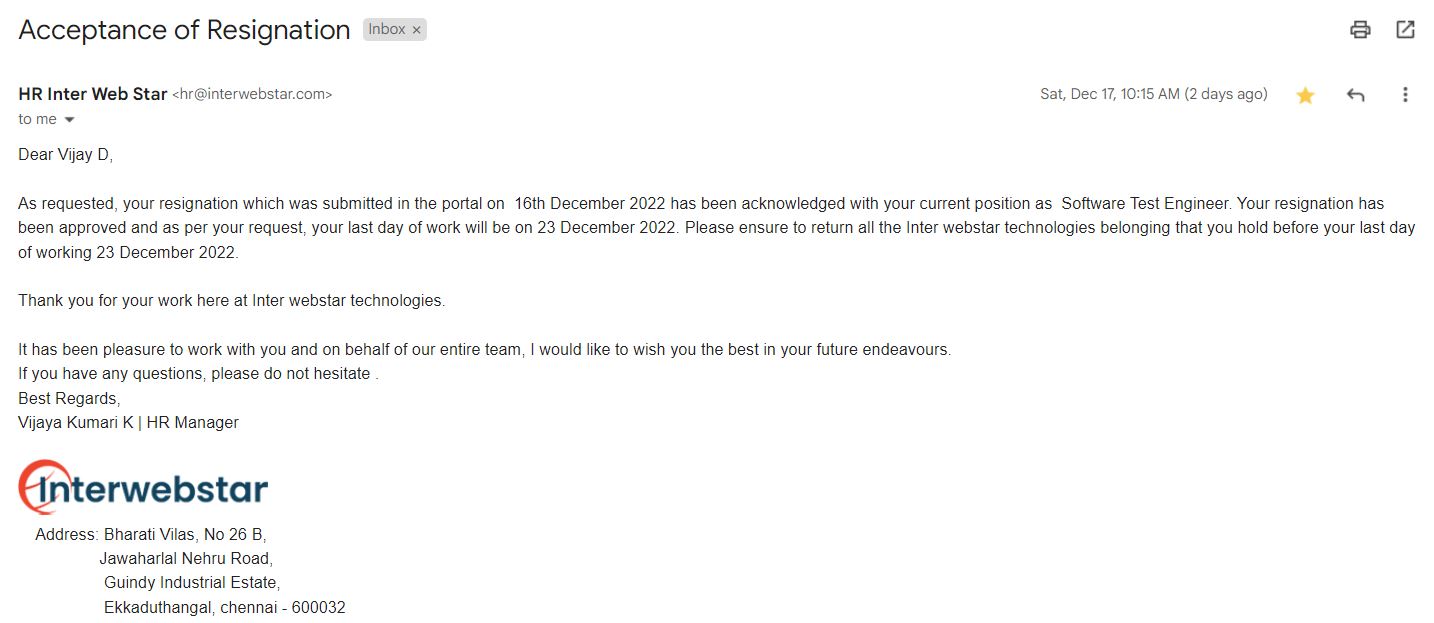 Acceptance of Resignation Inbox ×
HR Inter Web Star <hr@interwebstar.com> Sat, Dec 17, 10:15 AM (2 days ago)
to me
Dear Vijay D,
As requested, your resignation which was submitted in the portal on  16th December 2022 has been acknowledged with your current position as  Software Test Engineer. Your resignation has
been approved and as per your request, your last day of work will be on 23 December 2022. Please ensure to return all the Inter webstar technologies belonging that you hold before your last day
of working 23 December 2022.
Thank you for your work here at Inter webstar technologies.
It has been pleasure to work with you and on behalf of our entire team, I would like to wish you the best in your future endeavours.
If you have any questions, please do not hesitate .
Best Regards,
Vijaya Kumari K | HR Manager
Interwebstar
Address: Bharati Vilas, No 26 B,
Jawaharlal Nehru Road,
Guindy Industrial Estate,
Ekkaduthangal, chennai - 600032